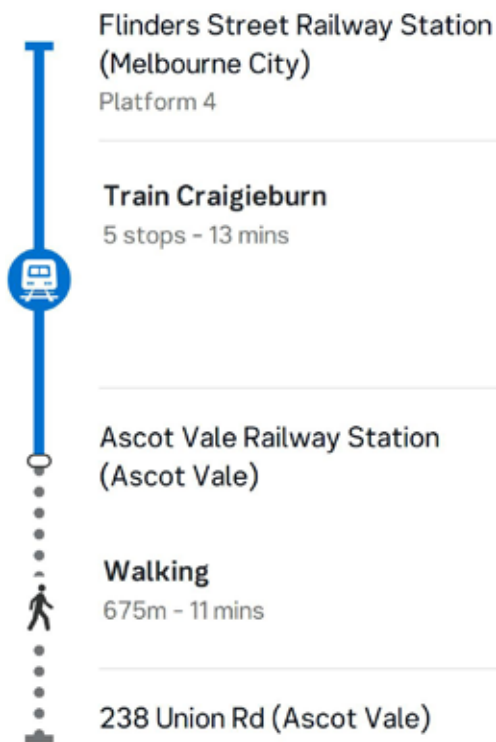 Flinders Street Railway Station
(Melbourne City)
Platform 4
Train Craigieburn
5 stops - 13 mins
Ascot Vale Railway Station
(Ascot Vale)
Walking
675m - 11 mins
238 Union Rd (Ascot Vale)